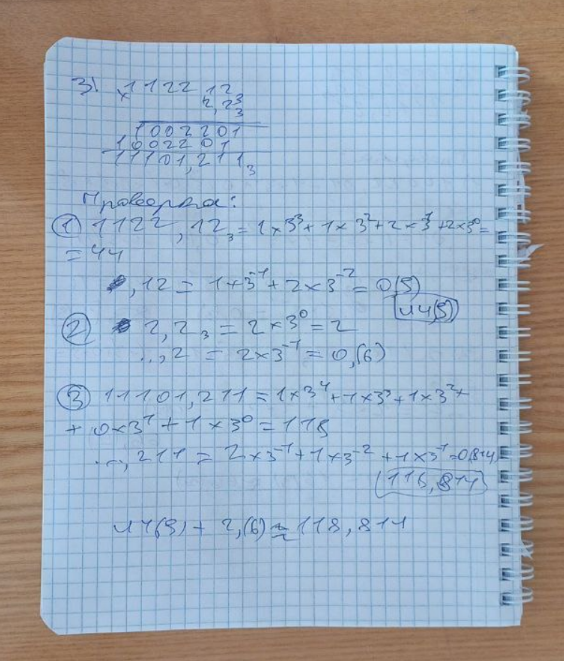 3) × 1122,12
2,2₃
1002201
1002201
11101,211₃
Проверка:
① 1122,12₃ = 1×3³ + 1×3² + 2×3¹ + 2×3⁰ =
= 44
,12 = 1×3⁻¹ + 2×3⁻² = 0,(5)
44(5)
② 2,2₃ = 2×3⁰ = 2
..,2 = 2×3⁻¹ = 0,(6)
③ 11101,211 = 1×3⁴ + 1×3³ + 1×3² +
+ 0×3¹ + 1×3⁰ = 118
..,211 = 2×3⁻¹ + 1×3⁻² + 1×3⁻¹ = 0,814
118,814
44(5) + 2,(6) ≈ 118,814